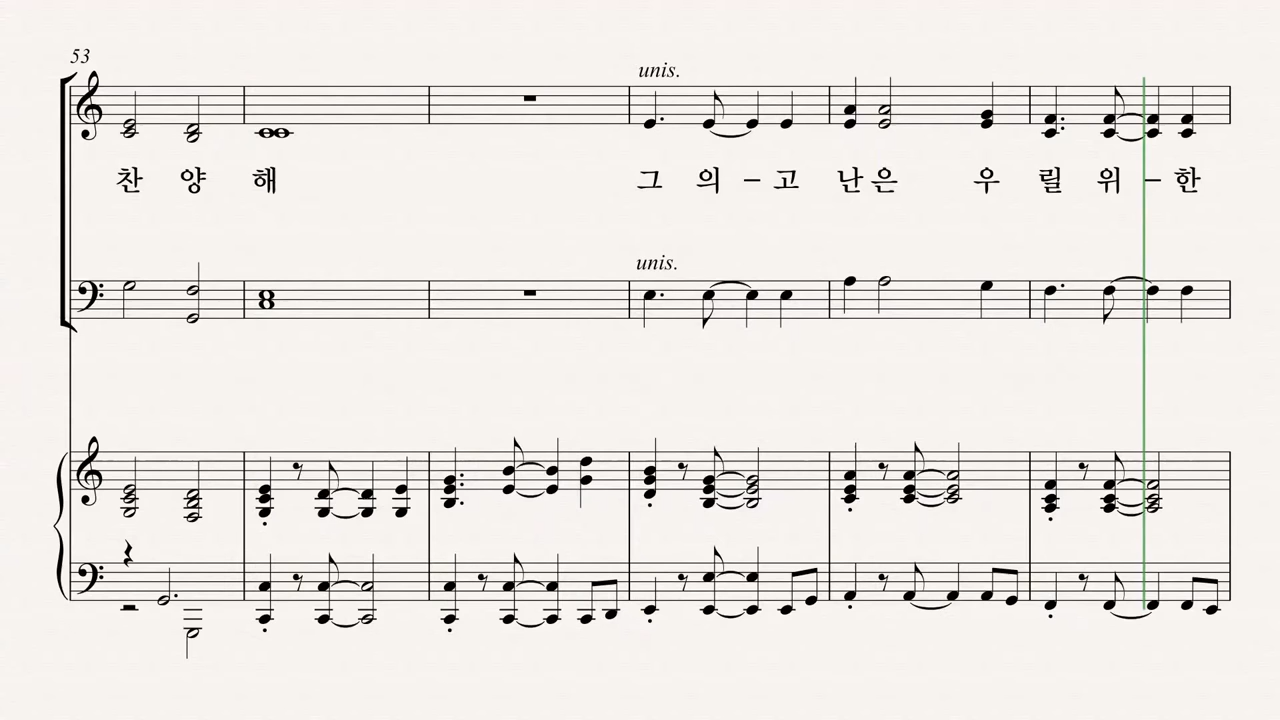 53
unis.
찬 양 해 그 의 – 고 난 은 우 릴 위 – 한
unis.